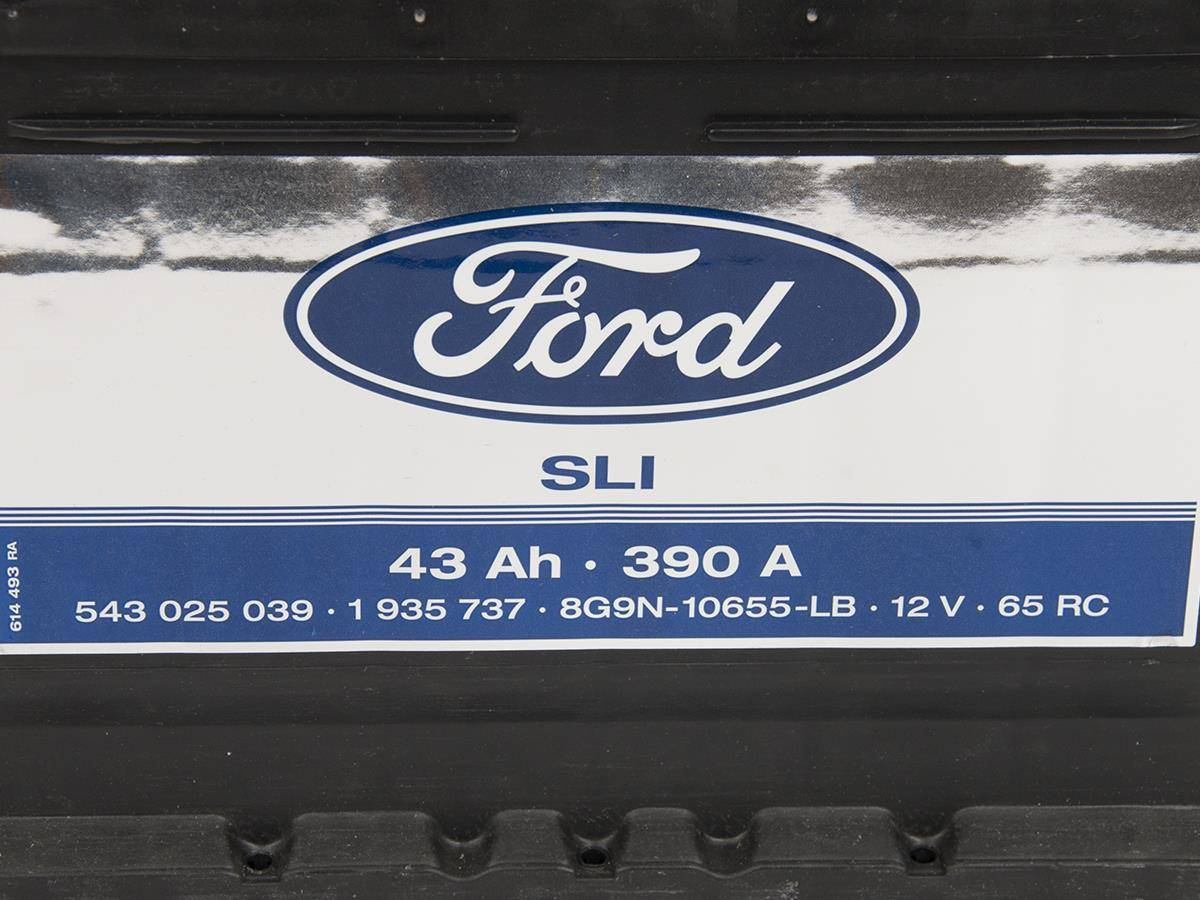 Ford
SLI
43 Ah · 390 A
543 025 039 · 1 935 737 · 8G9N-10655-LB · 12 V · 65 RC
614 493 RA